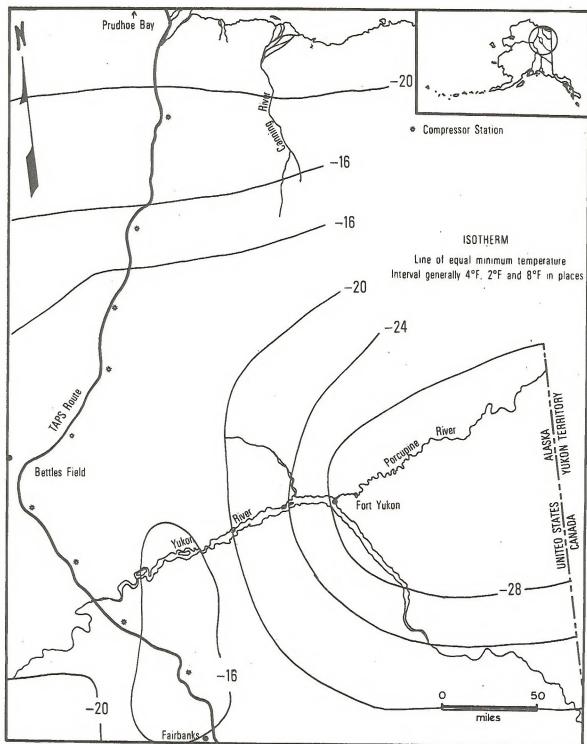 Prudhoe Bay
N
-20
Canning
River
Compressor Station
-16
-16
ISOTHERM
Line of equal minimum temperature
Interval generally 4°F, 2°F and 8°F in places
-20
-24
TAPS Route
Porcupine
River
ALASKA
YUKON TERRITORY
Bettles Field
Fort Yukon
Yukon
River
UNITED STATES
CANADA
-28
-16
-20
0 50
miles
Fairbanks